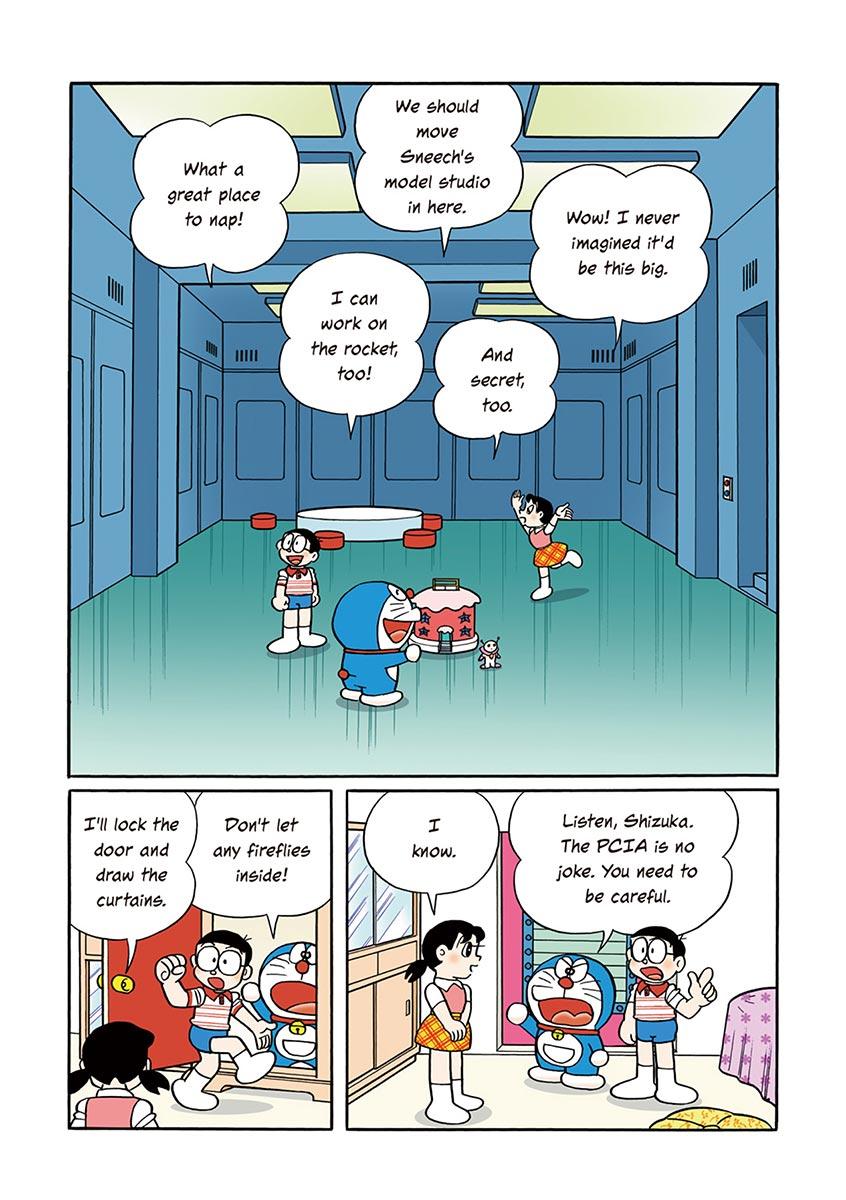 Wow! I never
imagined it'd
be this big.
And
secret,
too.
We should
move
Sneech's
model studio
in here.
I can
work on
the rocket,
too!
What a
great place
to nap!
Listen, Shizuka.
The PCIA is no
joke. You need to
be careful.
I
know.
Don't let
any fireflies
inside!
I'll lock the
door and
draw the
curtains.